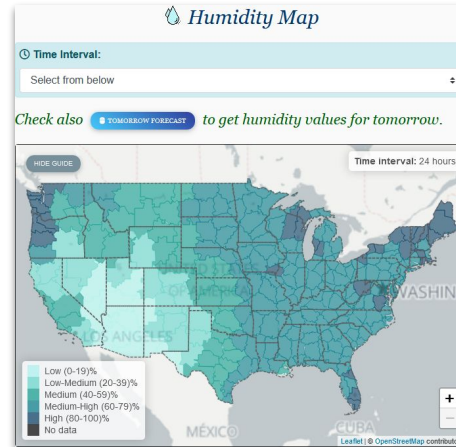 Humidity Map
Time Interval:
Select from below
Check also TOMORROW FORECAST to get humidity values for tomorrow.
HIDE GUIDE
Time interval: 24 hours
WASHIN
LOS ANGELES
Low (0-19)%
Low-Medium (20-39)%
Medium (40-59)%
Medium-High (60-79)%
High (80-100)%
No data
MÉXICO
CUBA
+
−
Leaflet | © OpenStreetMap contributo